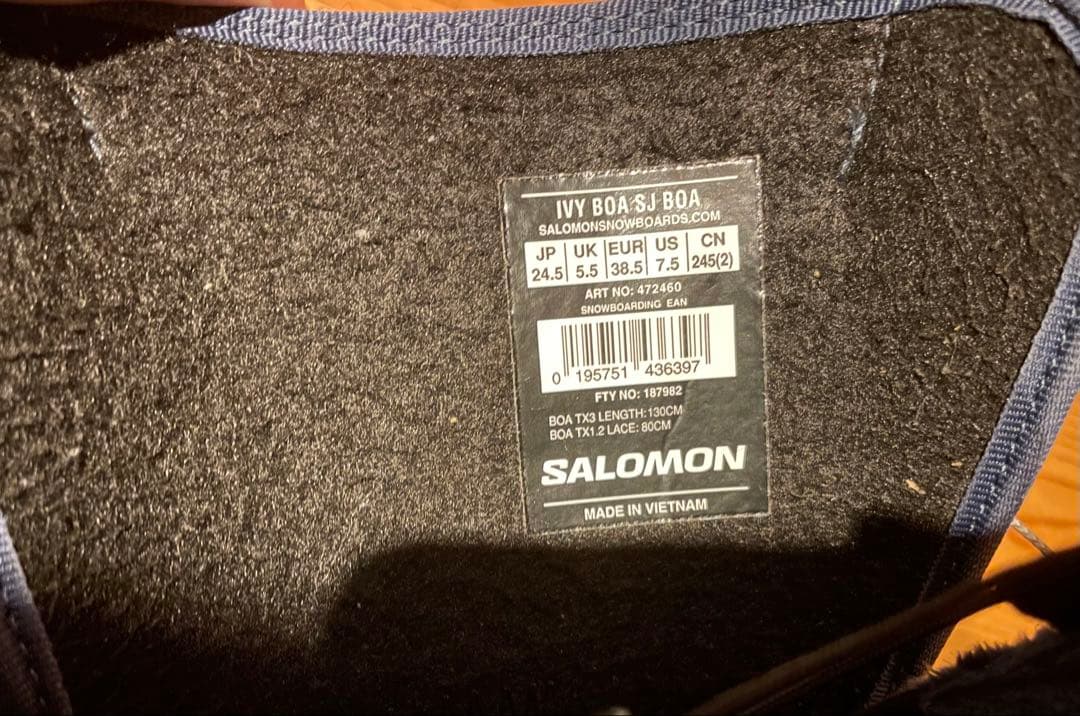 IVY BOA SJ BOA
SALOMONSNOWBOARDS.COM
JP UK EUR US CN
24.5 5.5 38.5 7.5 245(2)
ART NO: 472460
SNOWBOARDING EAN
0 195751 436397
FTY NO: 187982
BOA TX3 LENGTH:130CM
BOA TX1.2 LACE: 80CM
SALOMON
MADE IN VIETNAM